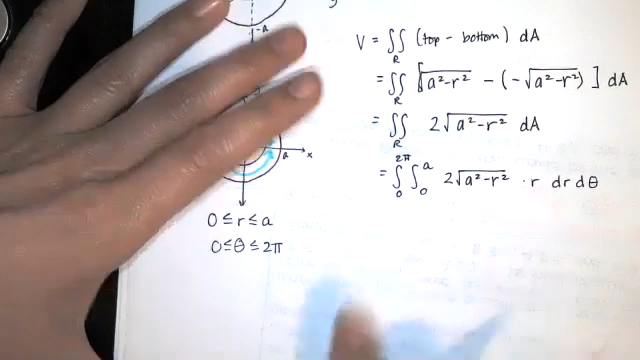 -a
V = ∬_R (top - bottom) dA
= ∬_R [√(a²-r²) - (-√(a²-r²))] dA
= ∬_R 2√(a²-r²) dA
a x
= ∫_0^{2π} ∫_0^a 2√(a²-r²) · r dr dθ
0 ≤ r ≤ a
0 ≤ θ ≤ 2π